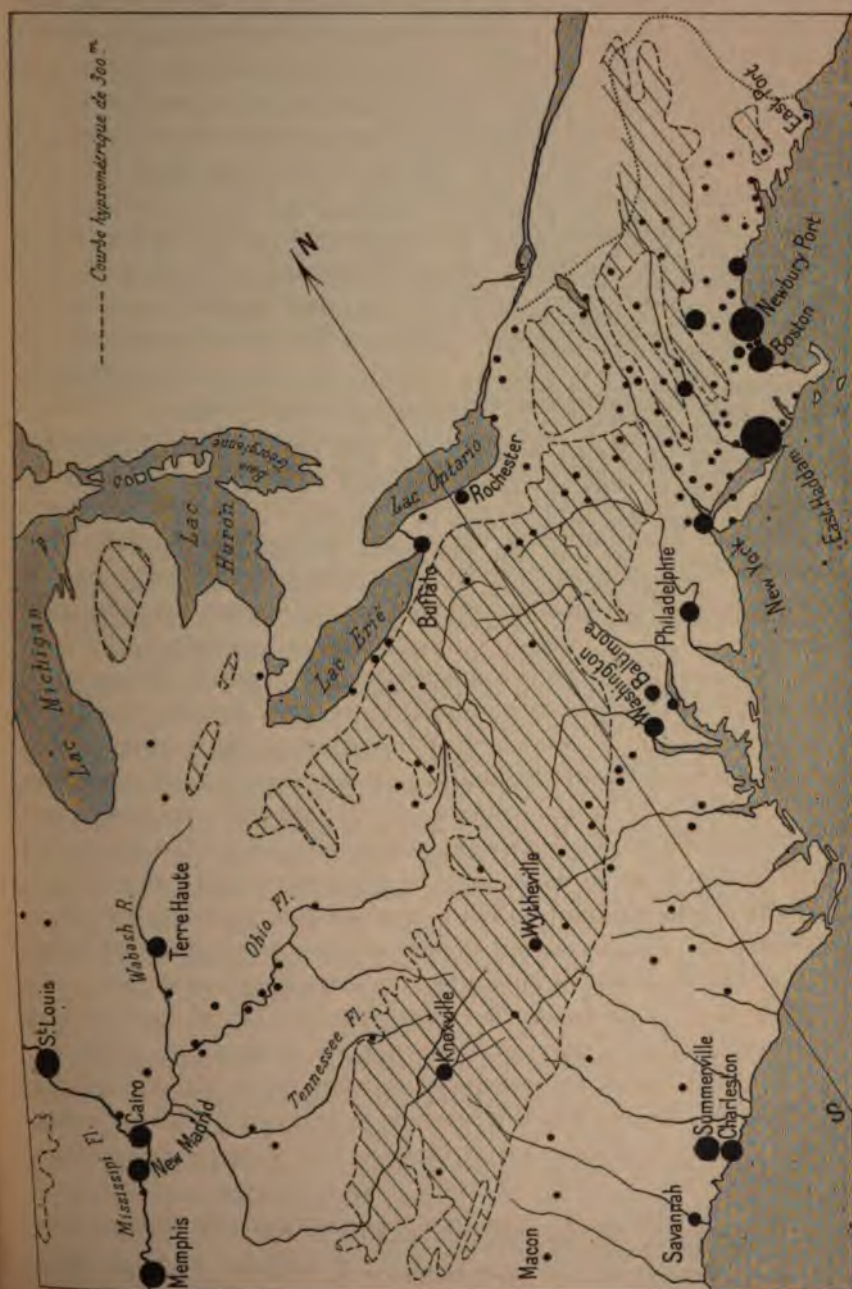 ----- Courbe hypsométrique de 300m
N
East Port
Newbury Port
Boston
East Haddam
New York
Philadelphie
Baltimore
Washington
Lac Ontario
Rochester
Buffalo
Lac Erié
Baie Géorgienne
Lac Huron
Lac Michigan
Wabash R.
Terre Haute
Ohio Fl.
St. Louis
Cairo
New Madrid
Mississipi Fl.
Memphis
Tennessee Fl.
Knoxville
Wytheville
Summerville
Charleston
Savannah
Macon
S